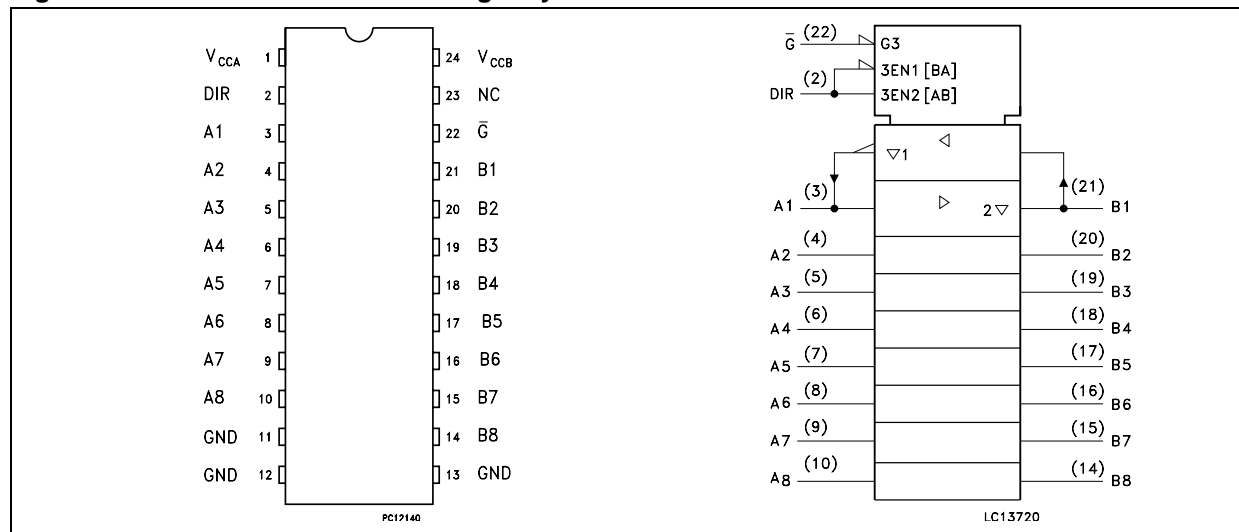 V_CCA 1 24 V_CCB
DIR 2 23 NC
A1 3 22 G̅
A2 4 21 B1
A3 5 20 B2
A4 6 19 B3
A5 7 18 B4
A6 8 17 B5
A7 9 16 B6
A8 10 15 B7
GND 11 14 B8
GND 12 13 GND
PC12140
G̅ (22) G3
3EN1 [BA]
DIR (2) 3EN2 [AB]
▽1 ◁
A1 (3) ▷ 2▽ (21) B1
A2 (4) (20) B2
A3 (5) (19) B3
A4 (6) (18) B4
A5 (7) (17) B5
A6 (8) (16) B6
A7 (9) (15) B7
A8 (10) (14) B8
LC13720